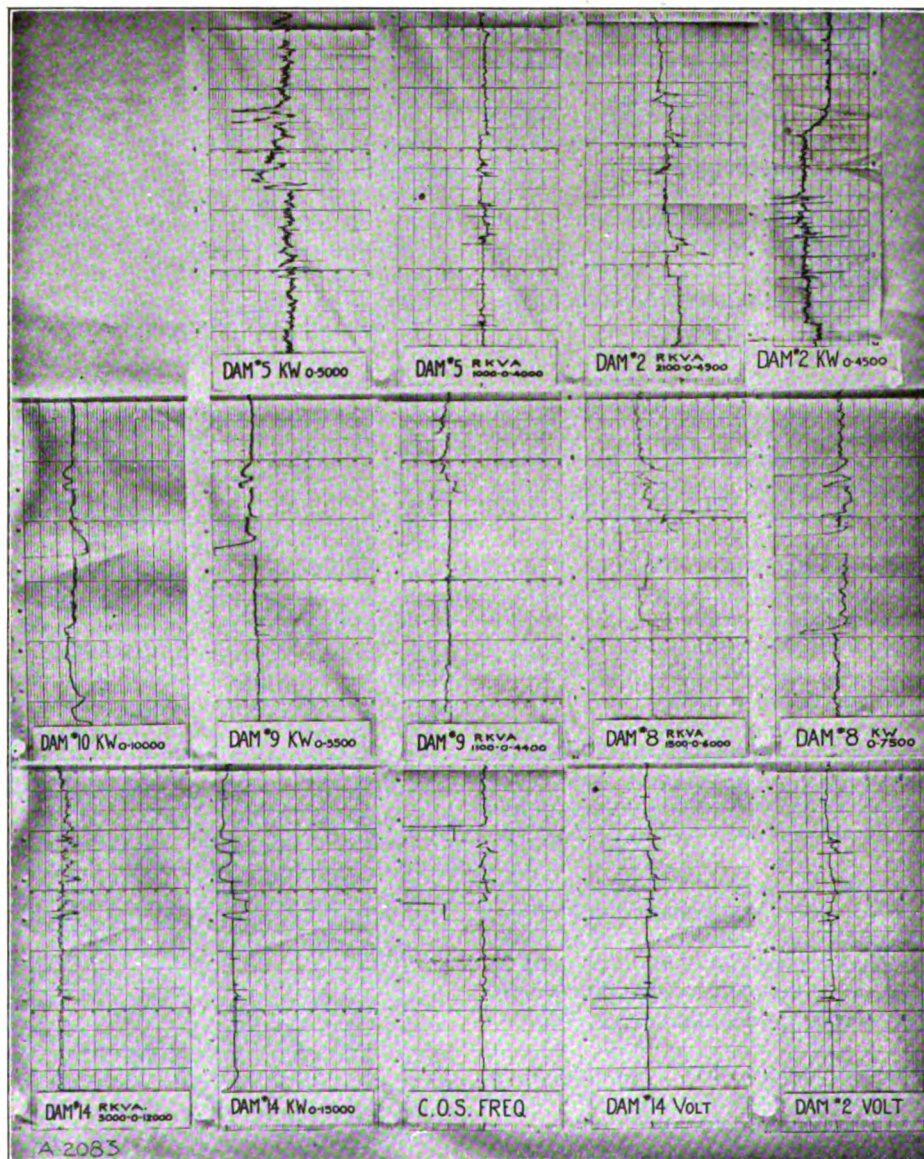 DAM #5 KW 0-5000
DAM #5 RKVA 1000-0-4000
DAM #2 RKVA 2100-0-4900
DAM #2 KW 0-4500
DAM #10 KW 0-10000
DAM #9 KW 0-5500
DAM #9 RKVA 1100-0-4400
DAM #8 RKVA 1500-0-6000
DAM #8 KW 0-7500
DAM #14 RKVA. 3000-0-12000
DAM #14 KW 0-15000
C.O.S. FREQ
DAM #14 VOLT
DAM #2 VOLT
A-2083